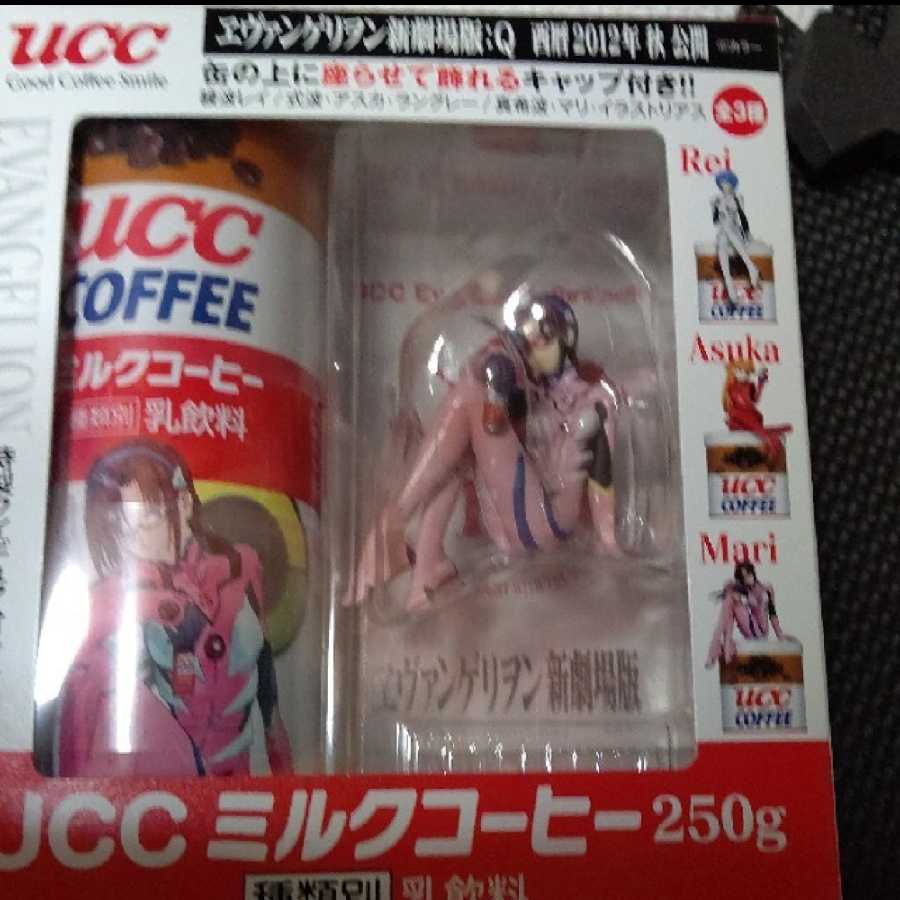 UCC
Good Coffee Smile
ヱヴァンゲリヲン新劇場版:Q 西暦2012年 秋 公開
缶の上に座らせて飾れるキャップ付き!!
綾波レイ/式波・アスカ・ラングレー/真希波・マリ・イラストリアス
全3種
EVANGELION
UCC
COFFEE
ミルクコーヒー
種類別 乳飲料
ヱヴァンゲリヲン 新劇場版
Rei
UCC
COFFEE
Asuka
UCC
COFFEE
Mari
UCC
COFFEE
UCC ミルクコーヒー 250g
種類別 乳飲料